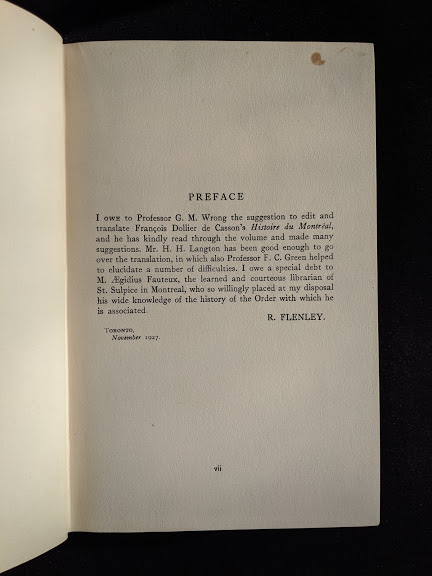 PREFACE
I OWE to Professor G. M. Wrong the suggestion to edit and
translate François Dollier de Casson's Histoire du Montréal,
and he has kindly read through the volume and made many
suggestions. Mr. H. H. Langton has been good enough to go
over the translation, in which also Professor F. C. Green helped
to elucidate a number of difficulties. I owe a special debt to
M. Ægidius Fauteux, the learned and courteous librarian of
St. Sulpice in Montreal, who so willingly placed at my disposal
his wide knowledge of the history of the Order with which he
is associated.
R. FLENLEY.
TORONTO,
November 1927.
vii